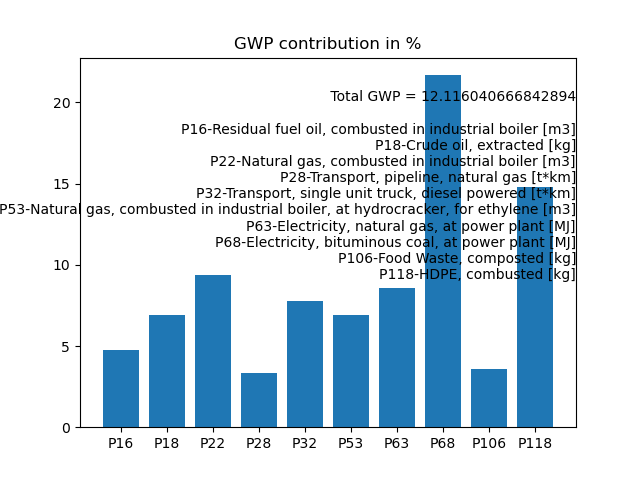 GWP contribution in %
Total GWP = 12.116040666842894
P16-Residual fuel oil, combusted in industrial boiler [m3]
P18-Crude oil, extracted [kg]
P22-Natural gas, combusted in industrial boiler [m3]
P28-Transport, pipeline, natural gas [t*km]
P32-Transport, single unit truck, diesel powered [t*km]
P53-Natural gas, combusted in industrial boiler, at hydrocracker, for ethylene [m3]
P63-Electricity, natural gas, at power plant [MJ]
P68-Electricity, bituminous coal, at power plant [MJ]
P106-Food Waste, composted [kg]
P118-HDPE, combusted [kg]
20
15
10
5
0
P16 P18 P22 P28 P32 P53 P63 P68 P106 P118